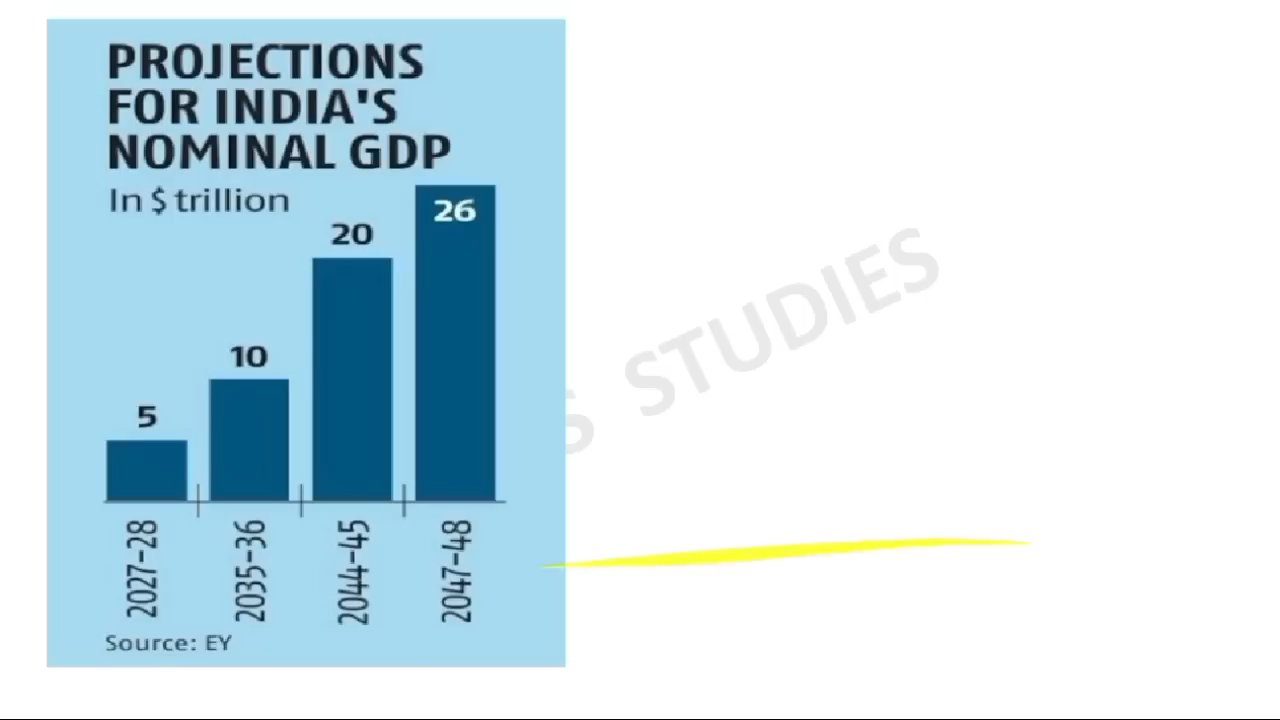 PROJECTIONS
FOR INDIA'S
NOMINAL GDP
In $ trillion
5
10
20
26
2027-28
2035-36
2044-45
2047-48
Source: EY
STUDIES